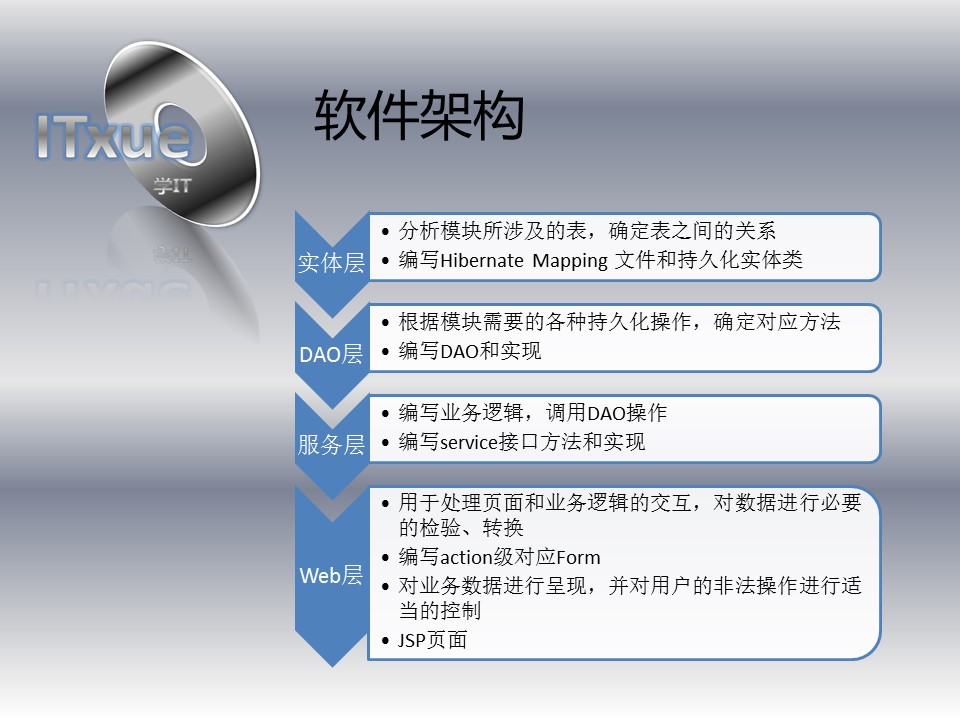 ITxue
学IT
软件架构
实体层
• 分析模块所涉及的表，确定表之间的关系
• 编写Hibernate Mapping 文件和持久化实体类
DAO层
• 根据模块需要的各种持久化操作，确定对应方法
• 编写DAO和实现
服务层
• 编写业务逻辑，调用DAO操作
• 编写service接口方法和实现
Web层
• 用于处理页面和业务逻辑的交互，对数据进行必要
的检验、转换
• 编写action级对应Form
• 对业务数据进行呈现，并对用户的非法操作进行适
当的控制
• JSP页面